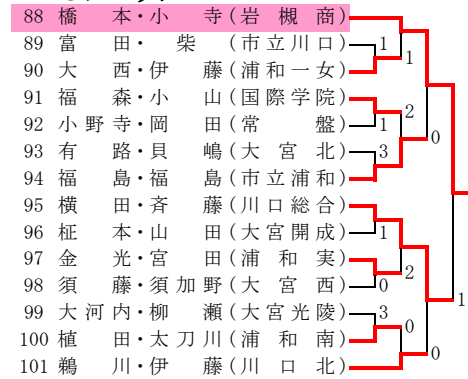 88 橋本・小寺(岩槻商)
89 富田・柴(市立川口)
90 大西・伊藤(浦和一女)
91 福森・小山(国際学院)
92 小野寺・岡田(常盤)
93 有路・貝嶋(大宮北)
94 福島・福島(市立浦和)
95 横田・斉藤(川口総合)
96 柾本・山田(大宮開成)
97 金光・宮田(浦和実)
98 須藤・須加野(大宮西)
99 大河内・柳瀬(大宮光陵)
100 植田・太刀川(浦和南)
101 鵜川・伊藤(川口北)
1
1
2
1
0
3
1
2
0
1
3
0
0